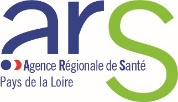 ars
Agence Régionale de Santé
Pays de la Loire